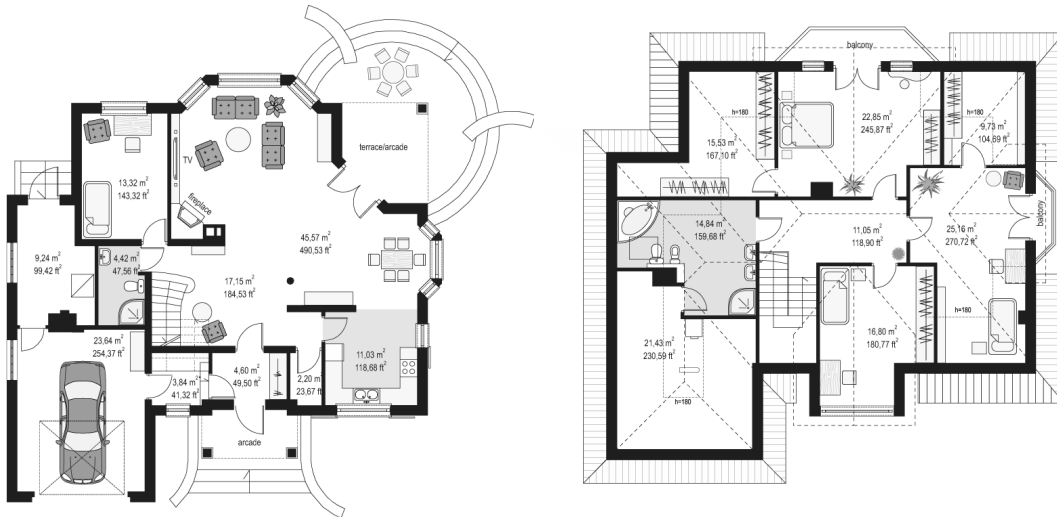 terrace/arcade
13,32 m²
143,32 ft²
TV
fireplace
45,57 m²
490,53 ft²
9,24 m²
99,42 ft²
4,42 m²
47,56 ft²
17,15 m²
184,53 ft²
23,64 m²
254,37 ft²
11,03 m²
118,68 ft²
3,84 m²
41,32 ft²
4,60 m²
49,50 ft²
2,20 m²
23,67 ft²
arcade
balcony
h=180
22,85 m²
245,87 ft²
h=180
9,73 m²
104,69 ft²
15,53 m²
167,10 ft²
balcony
14,84 m²
159,68 ft²
11,05 m²
118,90 ft²
25,16 m²
270,72 ft²
h=180
16,80 m²
180,77 ft²
21,43 m²
230,59 ft²
h=180